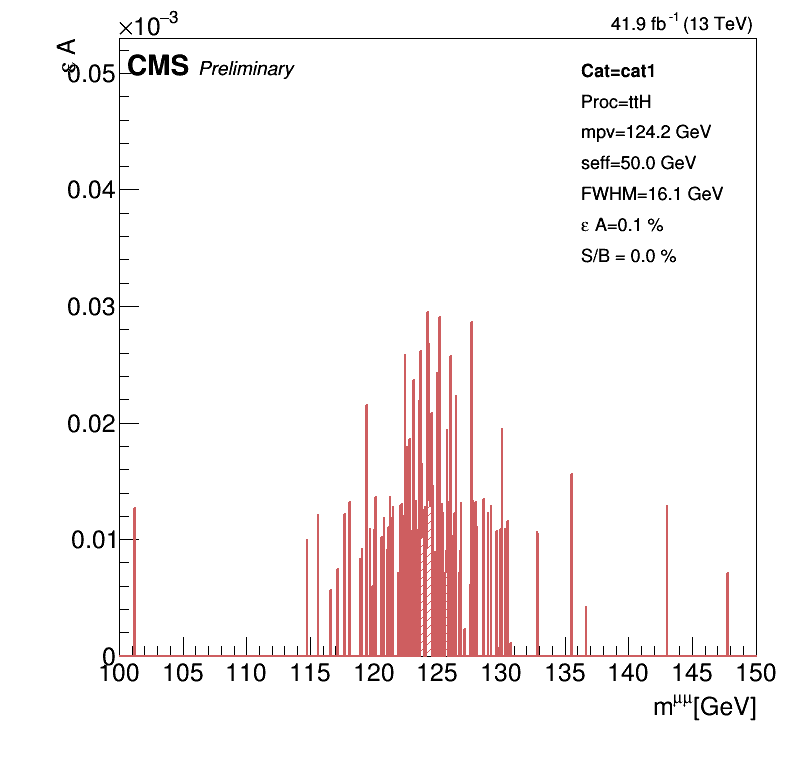 ×10⁻³
41.9 fb⁻¹ (13 TeV)
ε A
CMS Preliminary
Cat=cat1
Proc=ttH
mpv=124.2 GeV
seff=50.0 GeV
FWHM=16.1 GeV
ε A=0.1 %
S/B = 0.0 %
0.05
0.04
0.03
0.02
0.01
0
100 105 110 115 120 125 130 135 140 145 150
m^μμ[GeV]